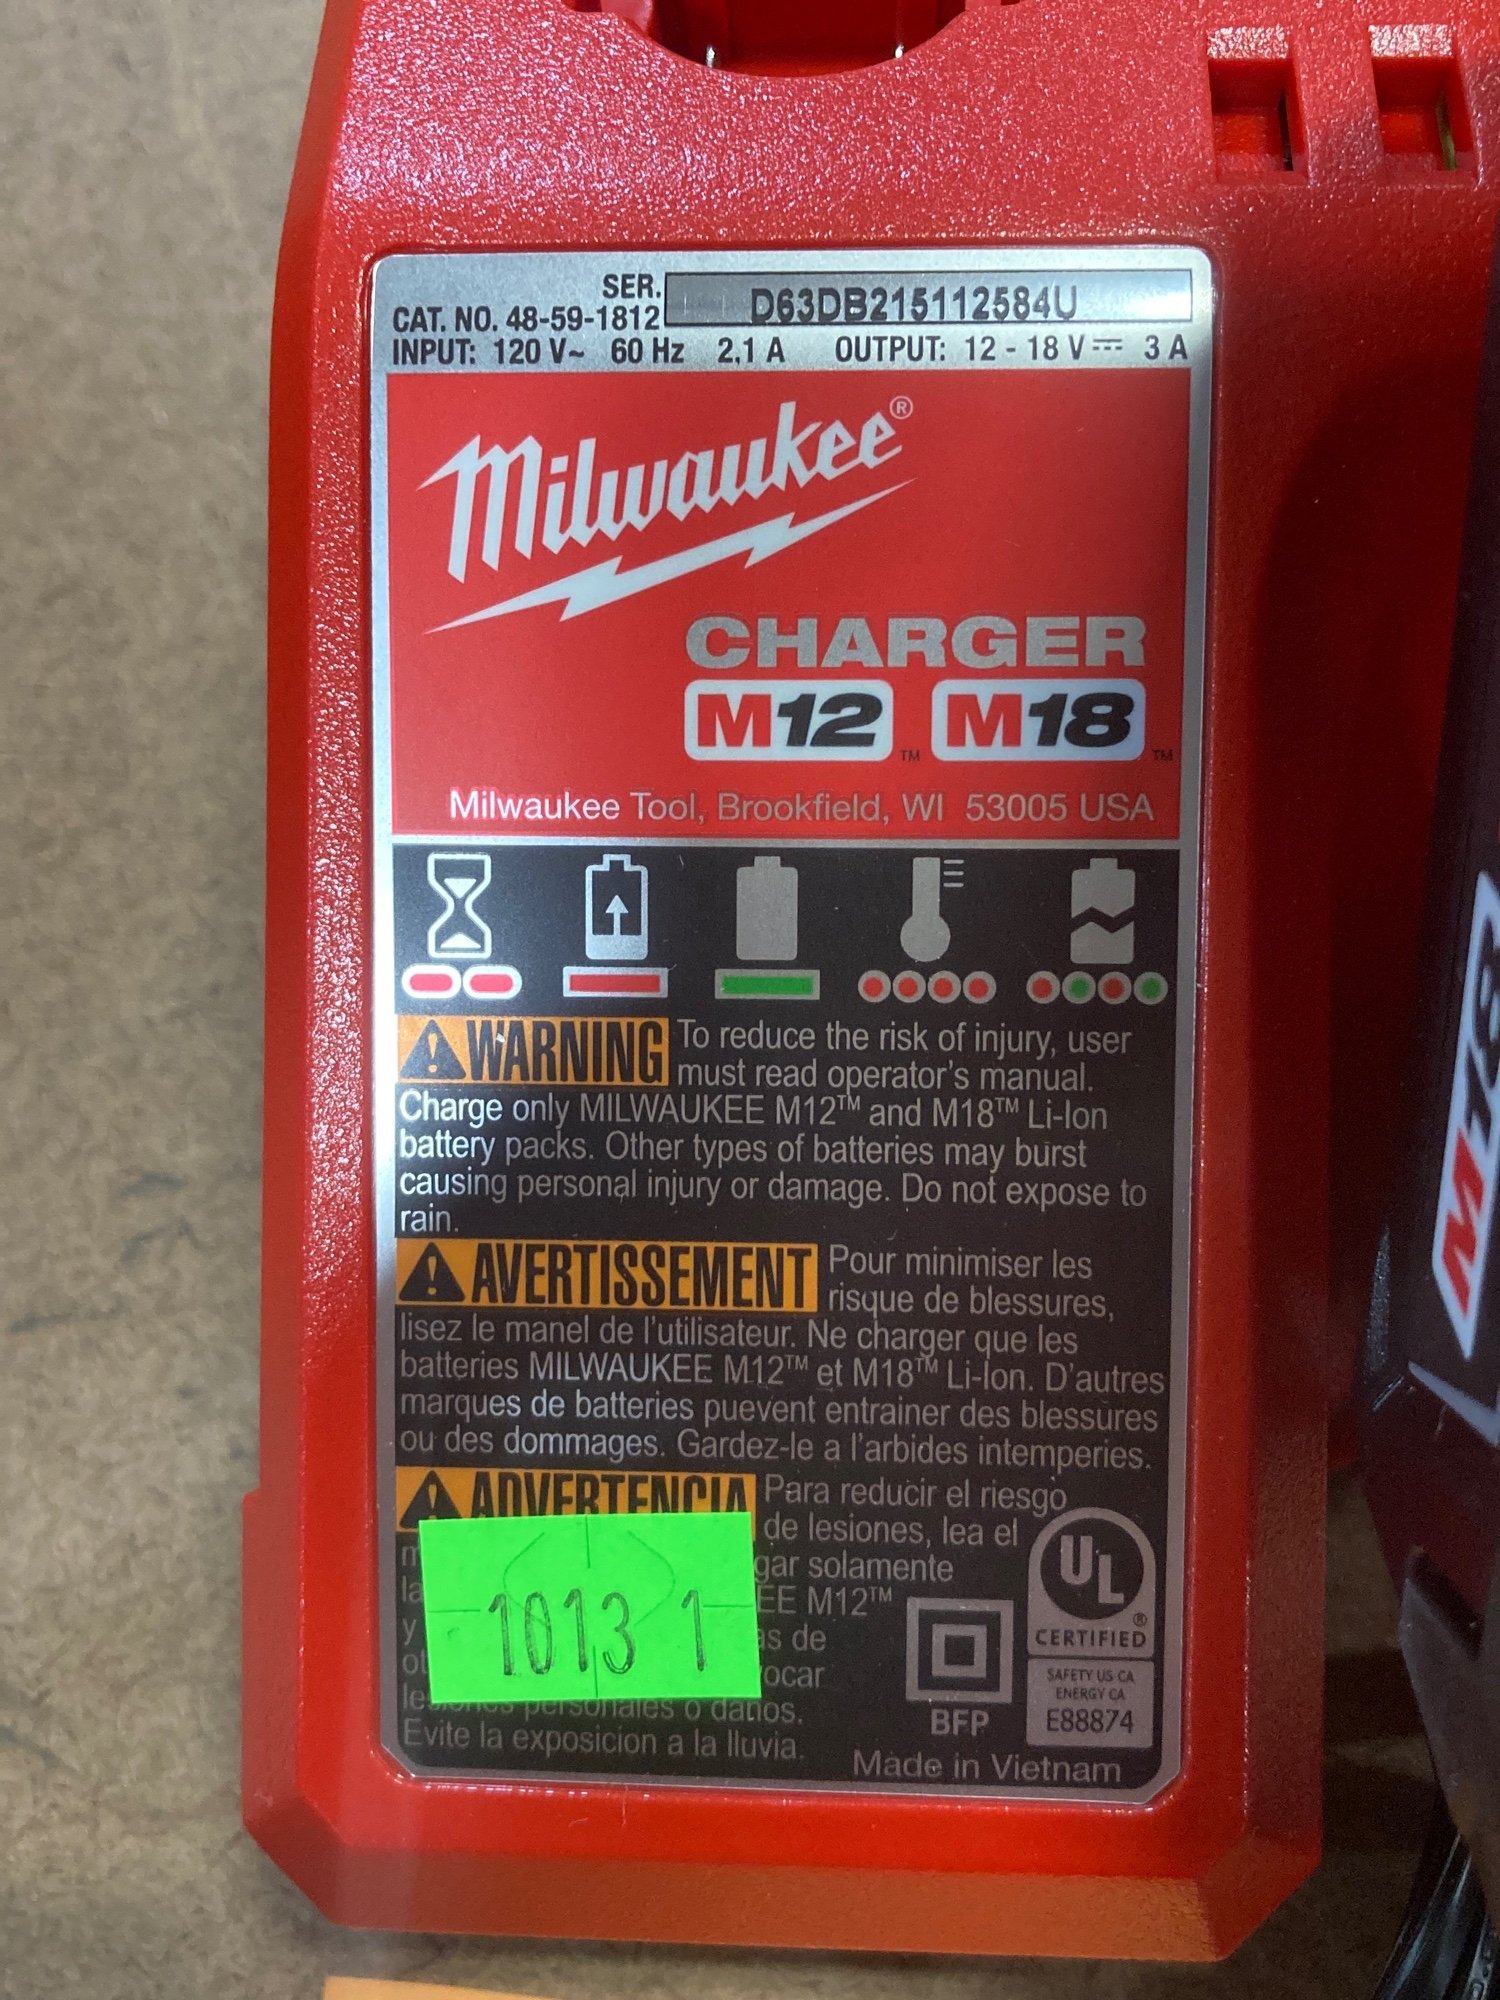 SER. D63DB215112584U
CAT. NO. 48-59-1812
INPUT: 120 V~ 60 Hz 2.1 A OUTPUT: 12 - 18 V⎓ 3 A
Milwaukee®
CHARGER
M12™ M18™
Milwaukee Tool, Brookfield, WI 53005 USA
WARNING To reduce the risk of injury, user
must read operator's manual.
Charge only MILWAUKEE M12™ and M18™ Li-Ion
battery packs. Other types of batteries may burst
causing personal injury or damage. Do not expose to
rain.
AVERTISSEMENT Pour minimiser les
risque de blessures,
lisez le manel de l'utilisateur. Ne charger que les
batteries MILWAUKEE M12™ et M18™ Li-Ion. D'autres
marques de batteries puevent entrainer des blessures
ou des dommages. Gardez-le a l'arbides intemperies.
ADVERTENCIA Para reducir el riesgo
de lesiones, lea el
gar solamente
EE M12™
as de
ocar
lesiones personales o daños.
Evite la exposicion a la lluvia.
1013 1
BFP
UL®
CERTIFIED
SAFETY US-CA
ENERGY CA
E88874
Made in Vietnam
M18
M18